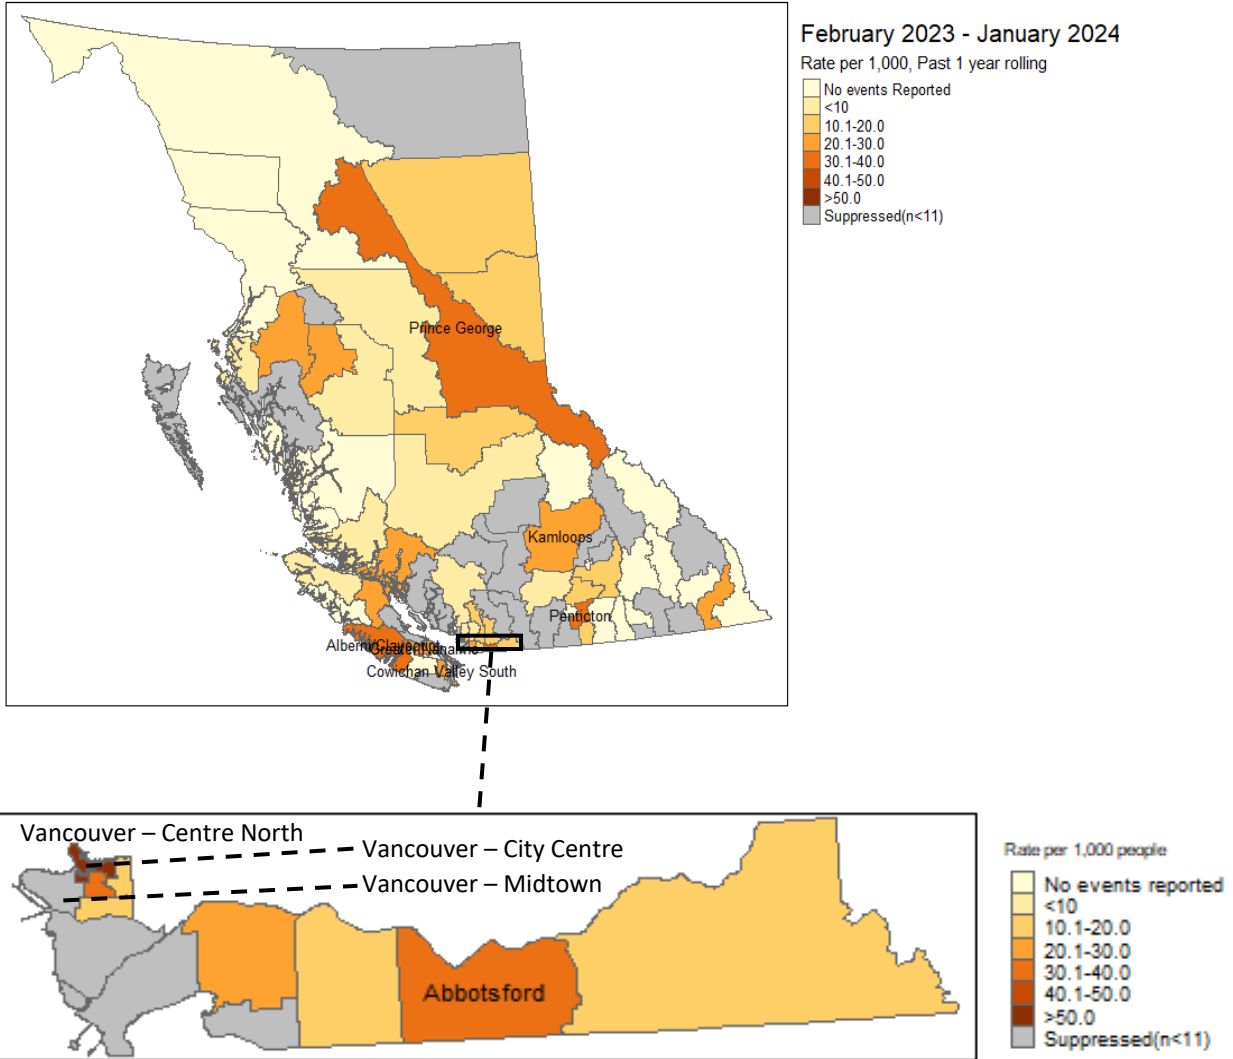 February 2023 - January 2024
Rate per 1,000, Past 1 year rolling
No events Reported
<10
10.1-20.0
20.1-30.0
30.1-40.0
40.1-50.0
>50.0
Suppressed(n<11)
Prince George
Kamloops
Penticton
Alberni/Clayoquot
Greater Nanaimo
Cowichan Valley South
Vancouver – Centre North
Vancouver – City Centre
Vancouver – Midtown
Abbotsford
Rate per 1,000 people
No events reported
<10
10.1-20.0
20.1-30.0
30.1-40.0
40.1-50.0
>50.0
Suppressed(n<11)